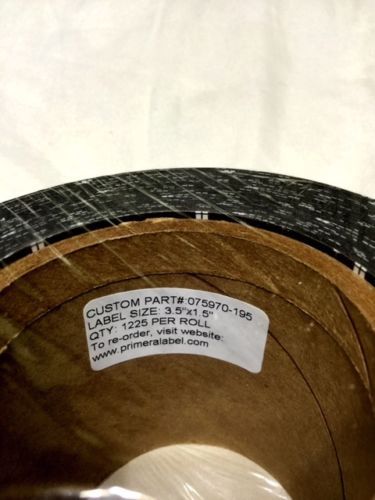 CUSTOM PART#:075970-195
LABEL SIZE: 3.5"x1.5"
QTY: 1225 PER ROLL
To re-order, visit website:
www.primeralabel.com